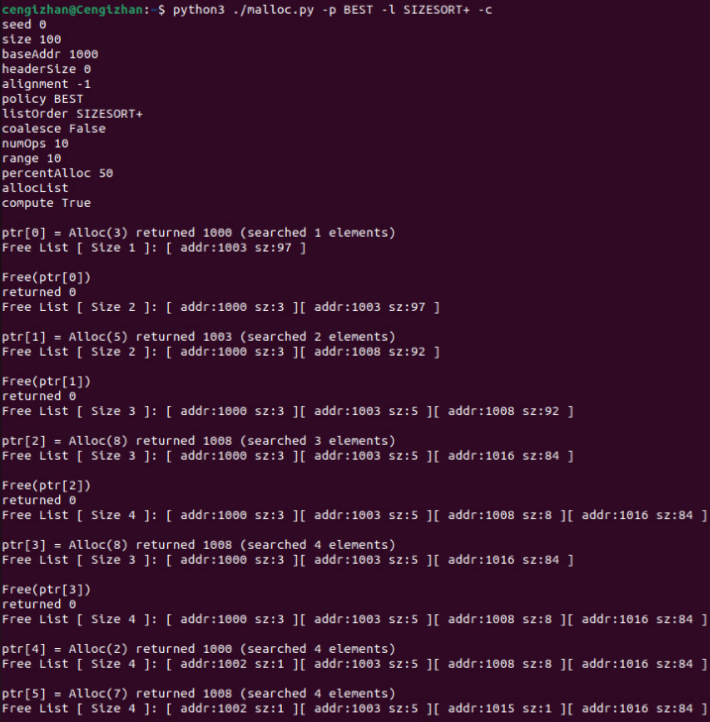 cengizhan@Cengizhan:~$ python3 ./malloc.py -p BEST -l SIZESORT+ -c
seed 0
size 100
baseAddr 1000
headerSize 0
alignment -1
policy BEST
listOrder SIZESORT+
coalesce False
numOps 10
range 10
percentAlloc 50
allocList
compute True
ptr[0] = Alloc(3) returned 1000 (searched 1 elements)
Free List [ Size 1 ]: [ addr:1003 sz:97 ]
Free(ptr[0])
returned 0
Free List [ Size 2 ]: [ addr:1000 sz:3 ][ addr:1003 sz:97 ]
ptr[1] = Alloc(5) returned 1003 (searched 2 elements)
Free List [ Size 2 ]: [ addr:1000 sz:3 ][ addr:1008 sz:92 ]
Free(ptr[1])
returned 0
Free List [ Size 3 ]: [ addr:1000 sz:3 ][ addr:1003 sz:5 ][ addr:1008 sz:92 ]
ptr[2] = Alloc(8) returned 1008 (searched 3 elements)
Free List [ Size 3 ]: [ addr:1000 sz:3 ][ addr:1003 sz:5 ][ addr:1016 sz:84 ]
Free(ptr[2])
returned 0
Free List [ Size 4 ]: [ addr:1000 sz:3 ][ addr:1003 sz:5 ][ addr:1008 sz:8 ][ addr:1016 sz:84 ]
ptr[3] = Alloc(8) returned 1008 (searched 4 elements)
Free List [ Size 3 ]: [ addr:1000 sz:3 ][ addr:1003 sz:5 ][ addr:1016 sz:84 ]
Free(ptr[3])
returned 0
Free List [ Size 4 ]: [ addr:1000 sz:3 ][ addr:1003 sz:5 ][ addr:1008 sz:8 ][ addr:1016 sz:84 ]
ptr[4] = Alloc(2) returned 1000 (searched 4 elements)
Free List [ Size 4 ]: [ addr:1002 sz:1 ][ addr:1003 sz:5 ][ addr:1008 sz:8 ][ addr:1016 sz:84 ]
ptr[5] = Alloc(7) returned 1008 (searched 4 elements)
Free List [ Size 4 ]: [ addr:1002 sz:1 ][ addr:1003 sz:5 ][ addr:1015 sz:1 ][ addr:1016 sz:84 ]